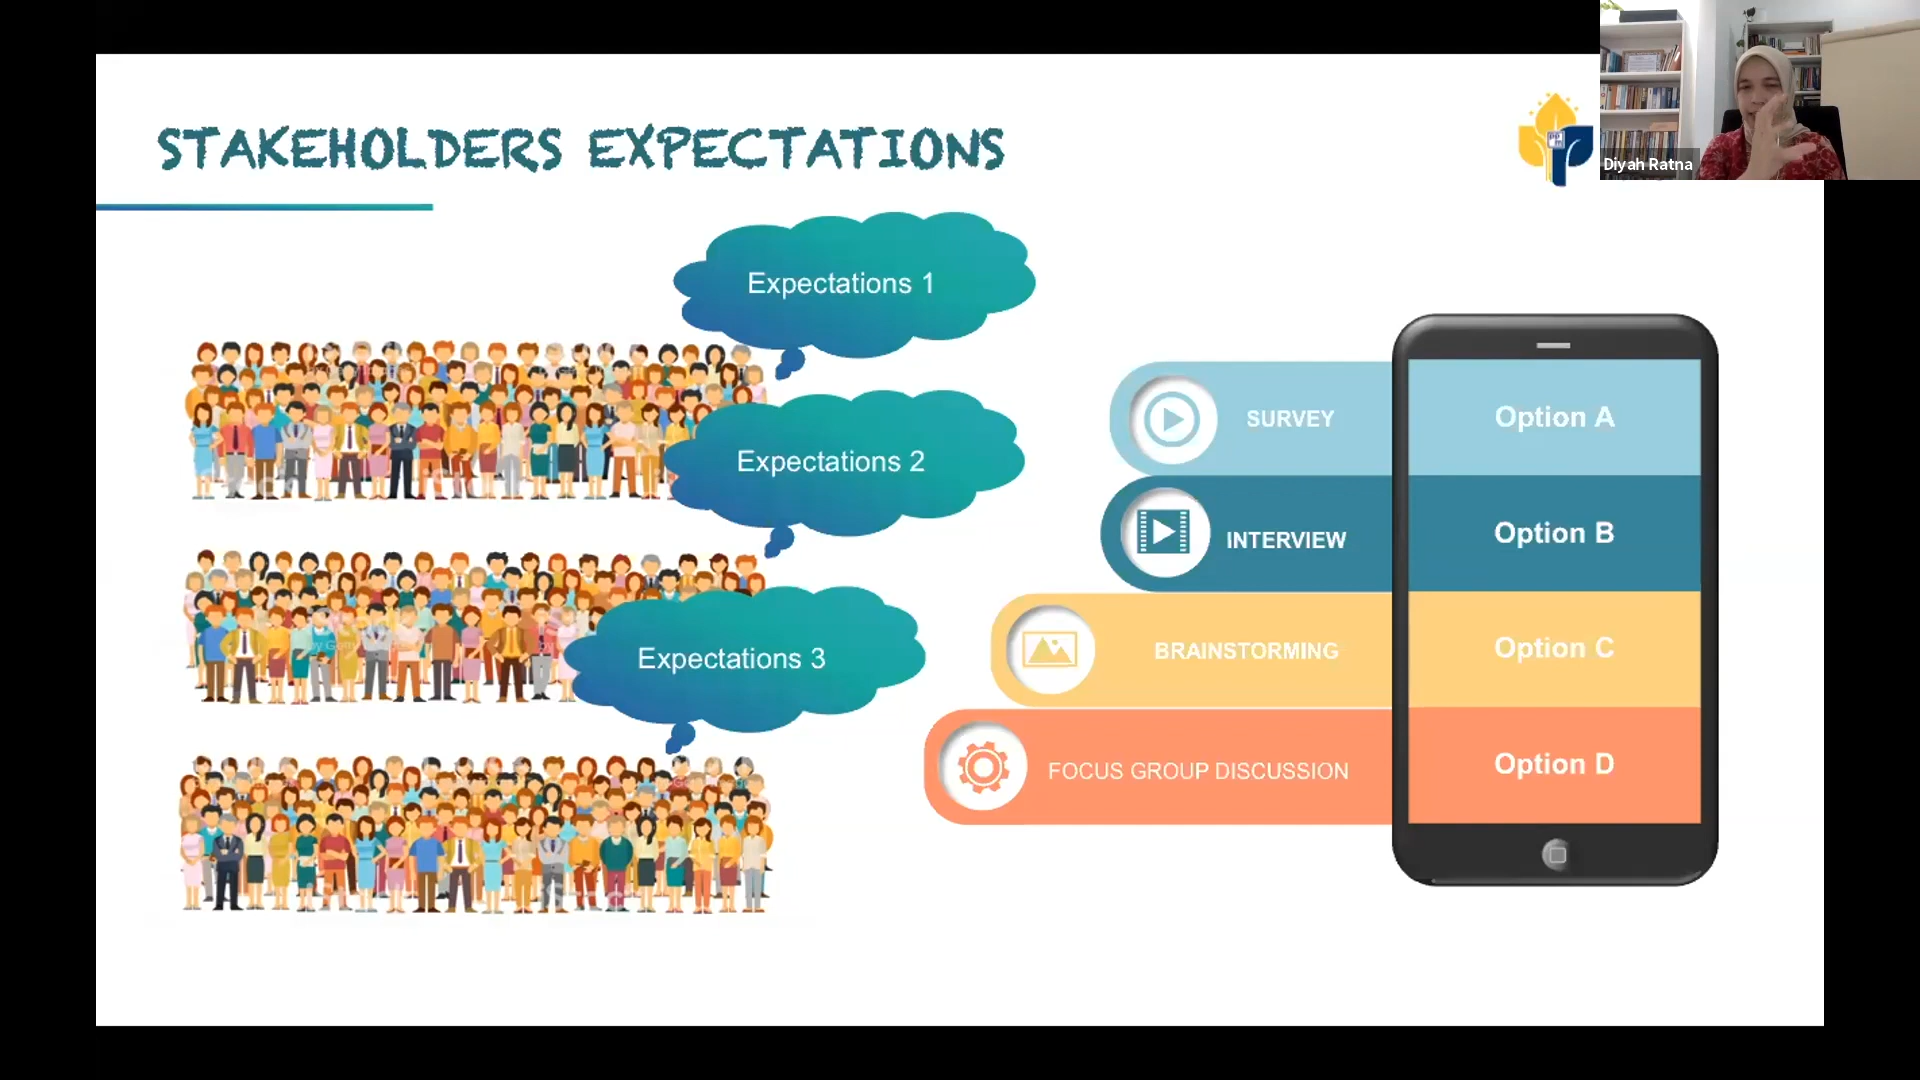 STAKEHOLDERS EXPECTATIONS
Diyah Ratna
Expectations 1
Expectations 2
Expectations 3
SURVEY
Option A
INTERVIEW
Option B
BRAINSTORMING
Option C
FOCUS GROUP DISCUSSION
Option D